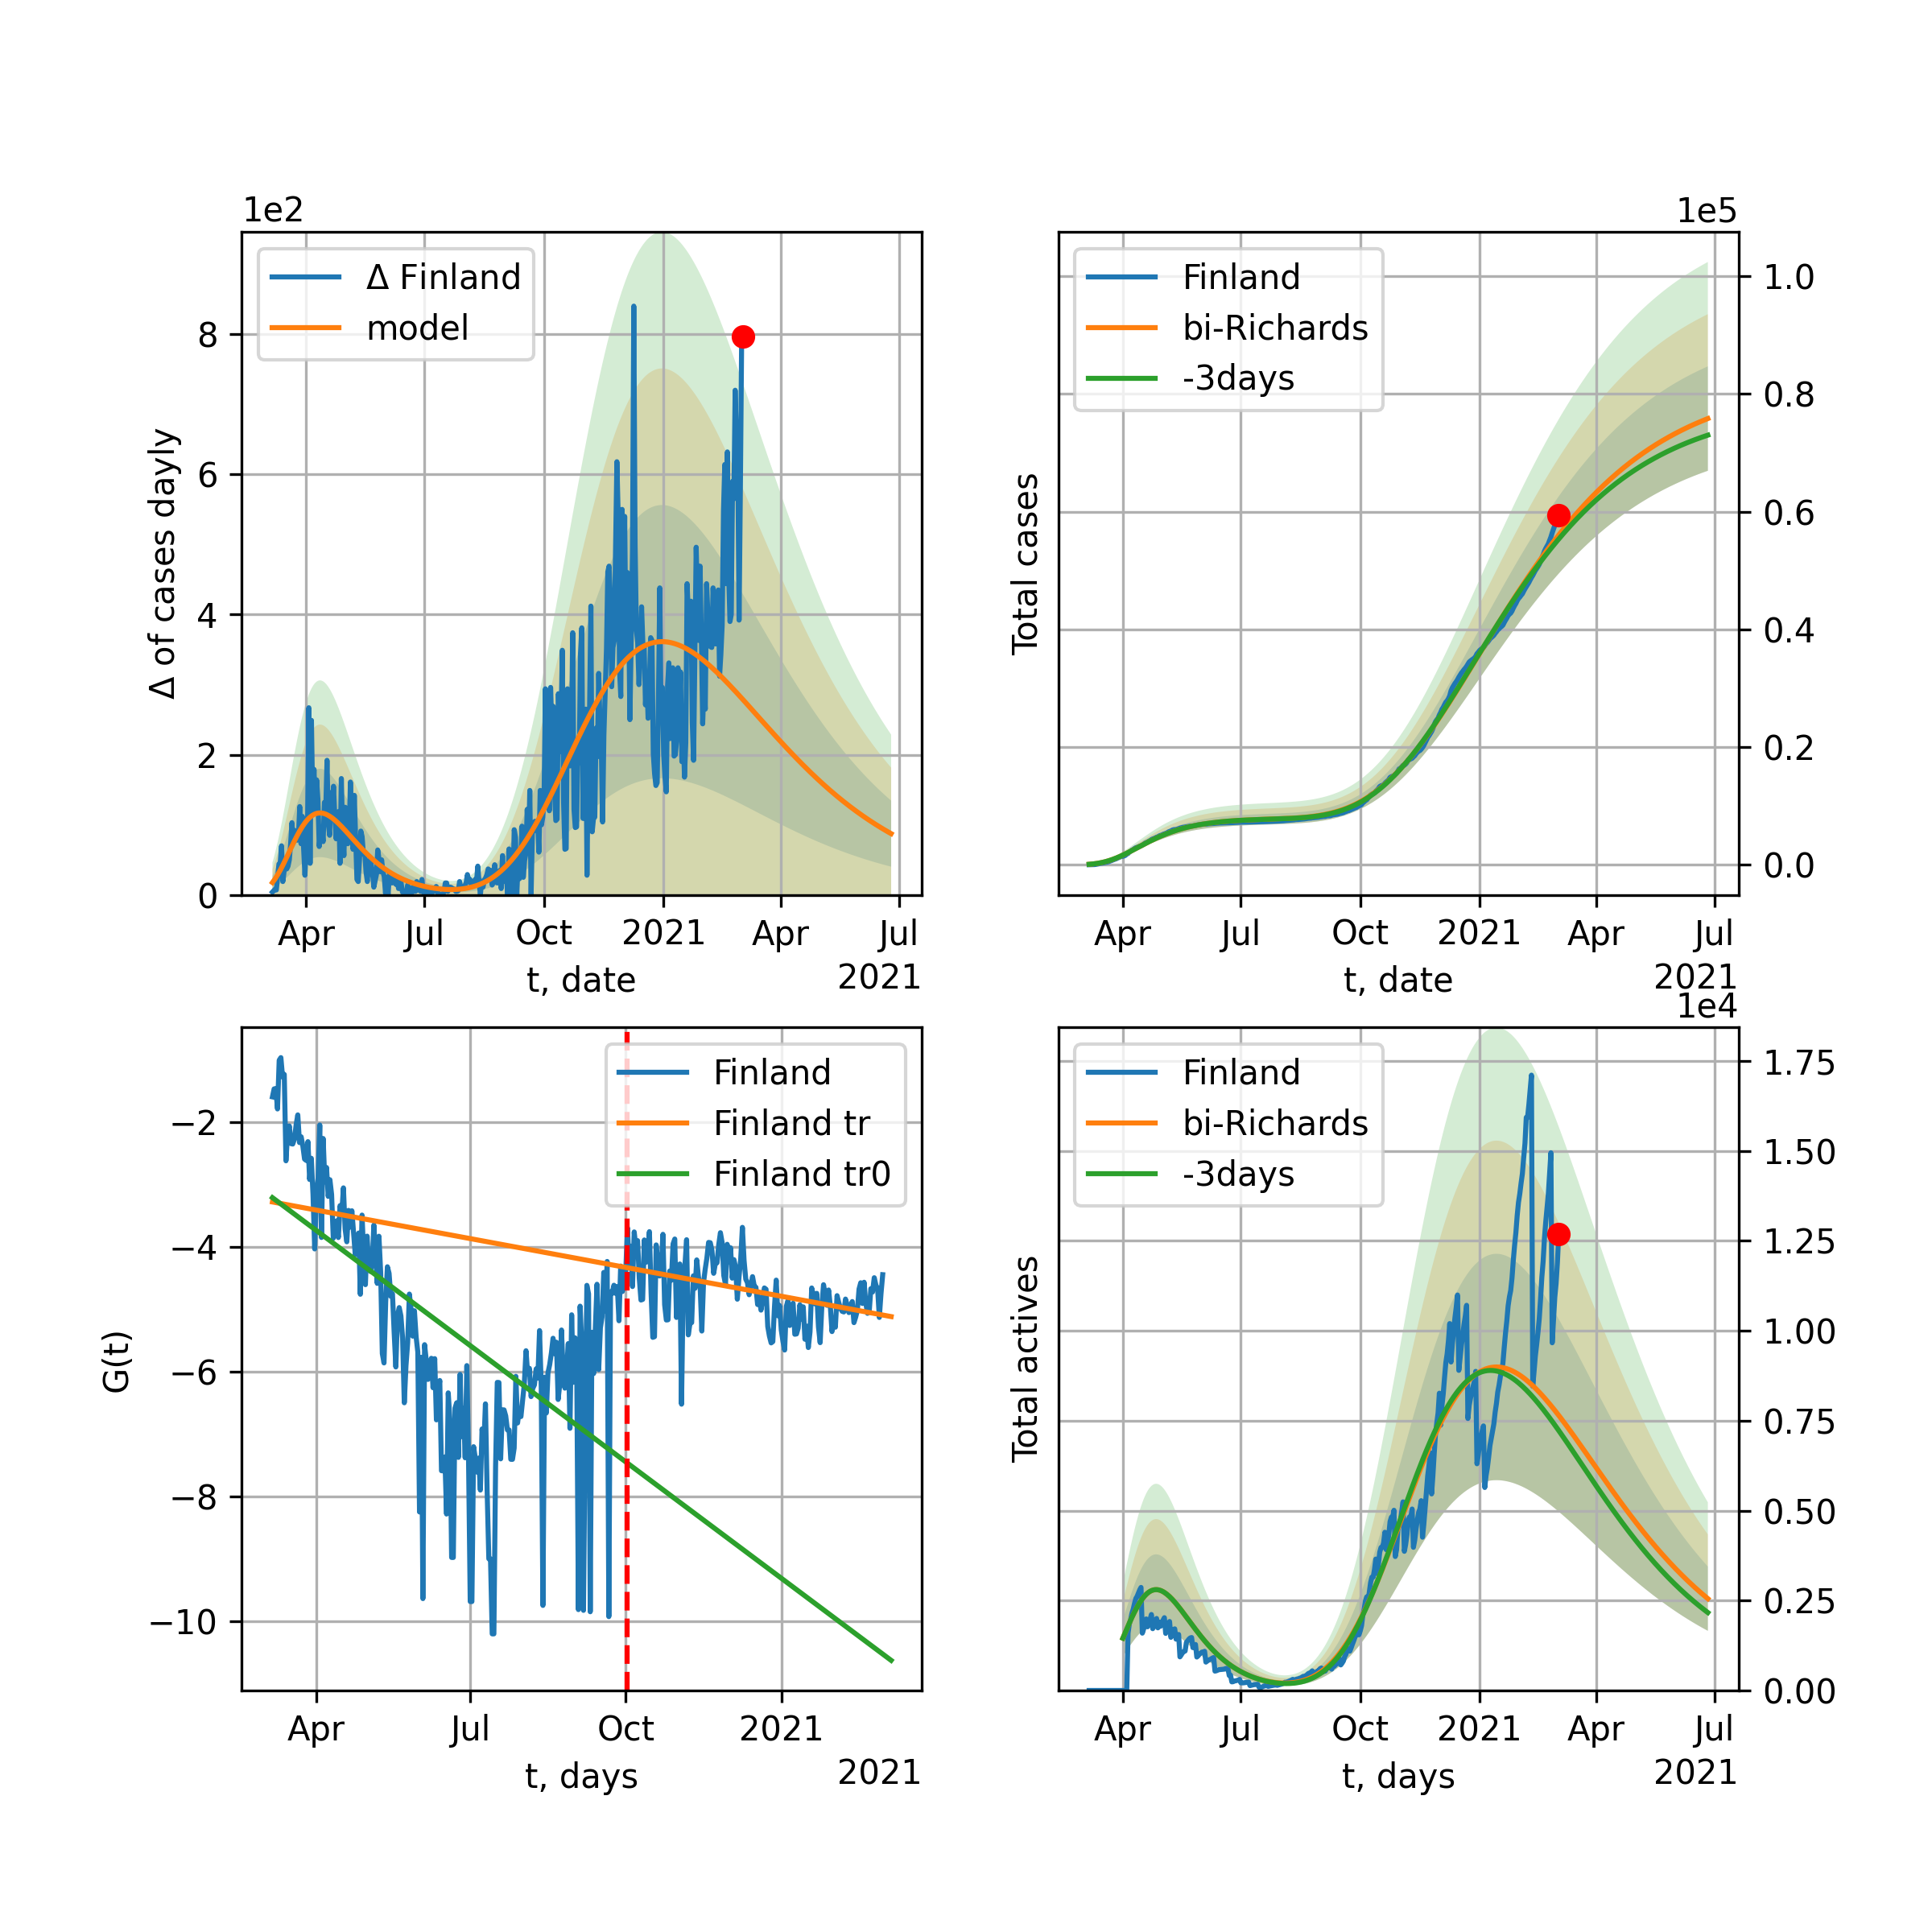 1e2
Δ Finland
model
8
6
4
2
0
Δ of cases dayly
Apr
Jul
Oct
2021
Apr
Jul
t, date
2021
1e5
Finland
bi-Richards
-3days
1.0
0.8
0.6
0.4
0.2
0.0
Total cases
Apr
Jul
Oct
2021
Apr
Jul
t, date
2021
Finland
Finland tr
Finland tr0
−2
−4
−6
−8
−10
G(t)
Apr
Jul
Oct
2021
t, days
2021
1e4
Finland
bi-Richards
-3days
1.75
1.50
1.25
1.00
0.75
0.50
0.25
0.00
Total actives
Apr
Jul
Oct
2021
Apr
Jul
t, days
2021